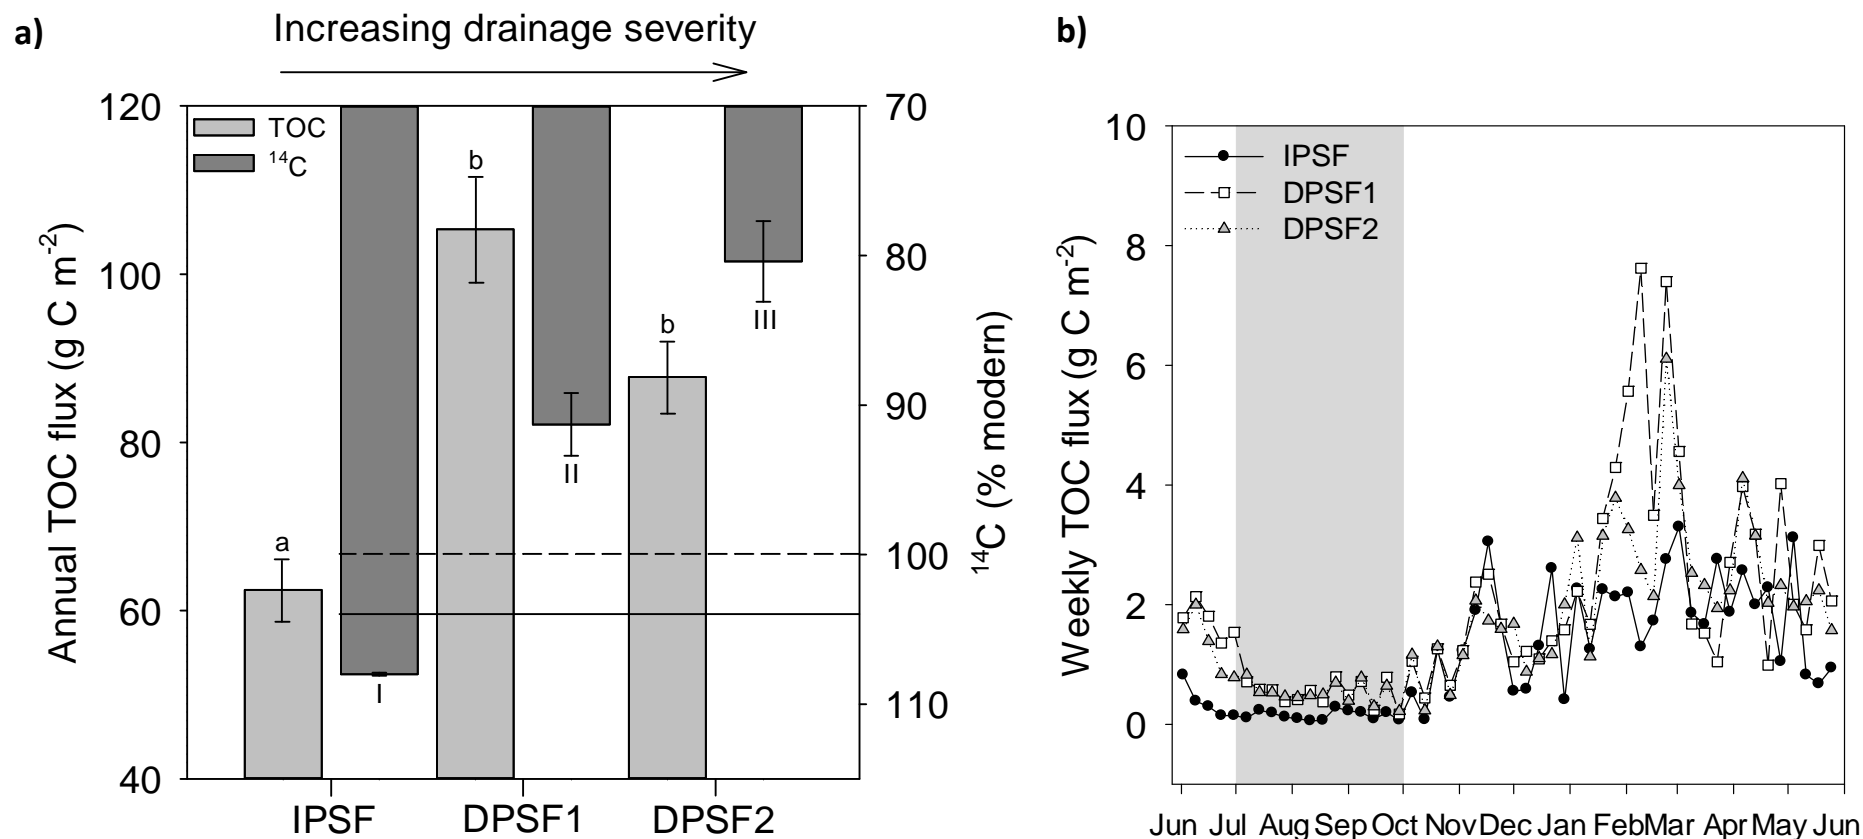 a)
Increasing drainage severity
120
100
80
60
40
Annual TOC flux (g C m-2)
TOC
14C
a
I
b
II
b
III
70
80
90
100
110
14C (% modern)
IPSF
DPSF1
DPSF2
b)
10
8
6
4
2
0
Weekly TOC flux (g C m-2)
IPSF
DPSF1
DPSF2
Jun Jul Aug Sep Oct Nov Dec Jan Feb Mar Apr May Jun